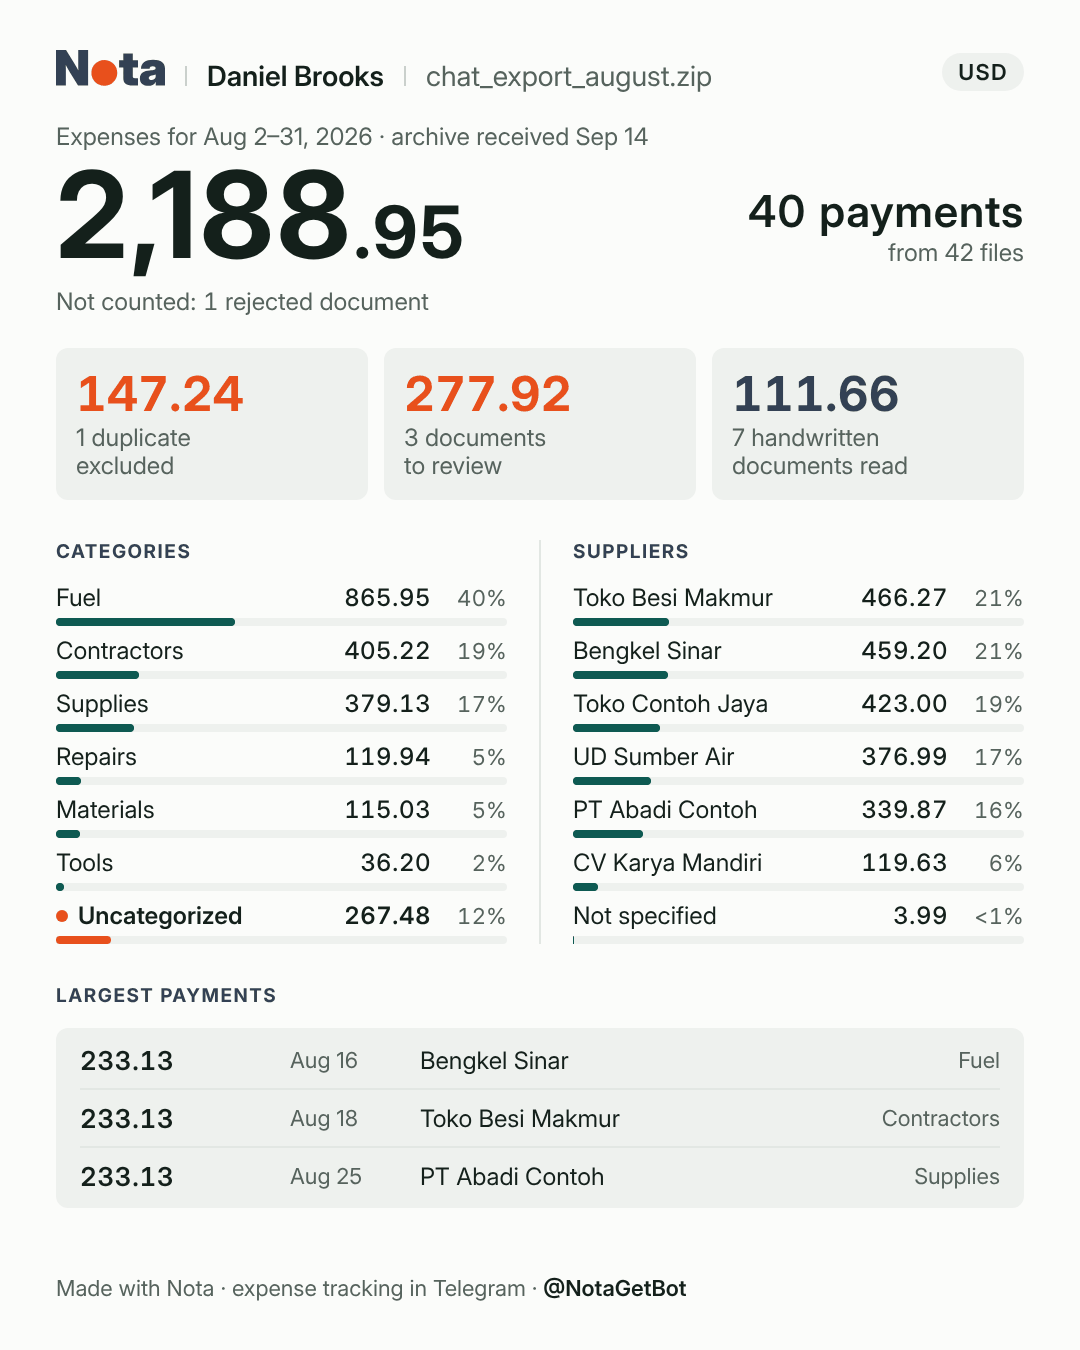 Nota | Daniel Brooks | chat_export_august.zip
USD
Expenses for Aug 2–31, 2026 · archive received Sep 14
2,188.95
40 payments
from 42 files
Not counted: 1 rejected document
147.24
1 duplicate
excluded
277.92
3 documents
to review
111.66
7 handwritten
documents read
CATEGORIES
Fuel 865.95 40%
Contractors 405.22 19%
Supplies 379.13 17%
Repairs 119.94 5%
Materials 115.03 5%
Tools 36.20 2%
Uncategorized 267.48 12%
SUPPLIERS
Toko Besi Makmur 466.27 21%
Bengkel Sinar 459.20 21%
Toko Contoh Jaya 423.00 19%
UD Sumber Air 376.99 17%
PT Abadi Contoh 339.87 16%
CV Karya Mandiri 119.63 6%
Not specified 3.99 <1%
LARGEST PAYMENTS
233.13 Aug 16 Bengkel Sinar Fuel
233.13 Aug 18 Toko Besi Makmur Contractors
233.13 Aug 25 PT Abadi Contoh Supplies
Made with Nota · expense tracking in Telegram · @NotaGetBot